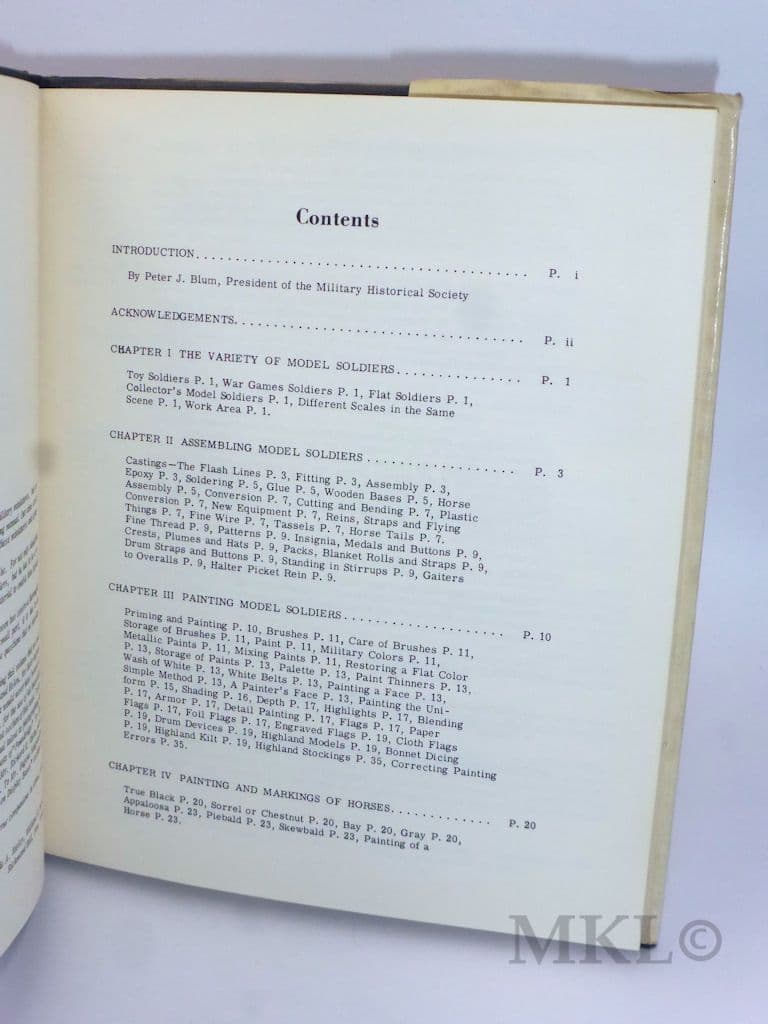 Contents
INTRODUCTION........................................ P. i
By Peter J. Blum, President of the Military Historical Society
ACKNOWLEDGEMENTS................................... P. ii
CHAPTER I THE VARIETY OF MODEL SOLDIERS................ P. 1
Toy Soldiers P. 1, War Games Soldiers P. 1, Flat Soldiers P. 1,
Collector's Model Soldiers P. 1, Different Scales in the Same
Scene P. 1, Work Area P. 1.
CHAPTER II ASSEMBLING MODEL SOLDIERS................... P. 3
Castings—The Flash Lines P. 3, Fitting P. 3, Assembly P. 3,
Epoxy P. 3, Soldering P. 5, Glue P. 5, Wooden Bases P. 5, Horse
Assembly P. 5, Conversion P. 7, Cutting and Bending P. 7, Plastic
Conversion P. 7, New Equipment P. 7, Reins, Straps and Flying
Things P. 7, Fine Wire P. 7, Tassels P. 7, Horse Tails P. 7.
Fine Thread P. 9, Patterns P. 9. Insignia, Medals and Buttons P. 9,
Crests, Plumes and Hats P. 9, Packs, Blanket Rolls and Straps P. 9,
Drum Straps and Buttons P. 9, Standing in Stirrups P. 9, Gaiters
to Overalls P. 9, Halter Picket Rein P. 9.
CHAPTER III PAINTING MODEL SOLDIERS.................... P. 10
Priming and Painting P. 10, Brushes P. 11, Care of Brushes P. 11,
Storage of Brushes P. 11, Paint P. 11, Military Colors P. 11,
Metallic Paints P. 11, Mixing Paints P. 11, Restoring a Flat Color
P. 13, Storage of Paints P. 13, Palette P. 13, Paint Thinners P. 13,
Wash of White P. 13, White Belts P. 13, Painting a Face P. 13,
Simple Method P. 13, A Painter's Face P. 13, Painting the Uni-
form P. 15, Shading P. 16, Depth P. 17, Highlights P. 17, Blending
P. 17, Armor P. 17, Detail Painting P. 17, Flags P. 17, Paper
Flags P. 17, Foil Flags P. 17, Engraved Flags P. 19, Cloth Flags
P. 19, Drum Devices P. 19, Highland Models P. 19, Bonnet Dicing
P. 19, Highland Kilt P. 19, Highland Stockings P. 35, Correcting Painting
Errors P. 35.
CHAPTER IV PAINTING AND MARKINGS OF HORSES............. P. 20
True Black P. 20, Sorrel or Chestnut P. 20, Bay P. 20, Gray P. 20,
Appaloosa P. 23, Piebald P. 23, Skewbald P. 23, Painting of a
Horse P. 23.
MKL©